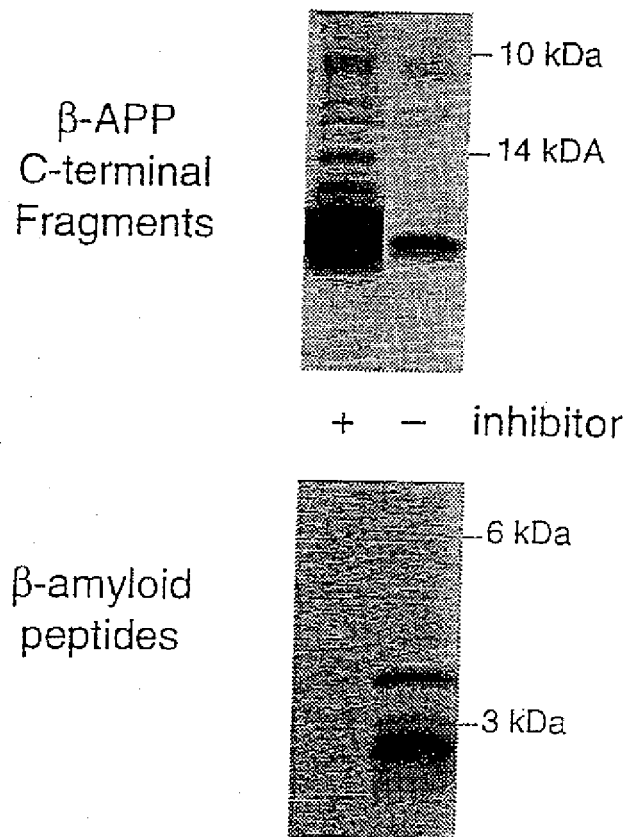 10 kDa
β-APP
C-terminal
Fragments
14 kDA
+ − inhibitor
6 kDa
β-amyloid
peptides
3 kDa